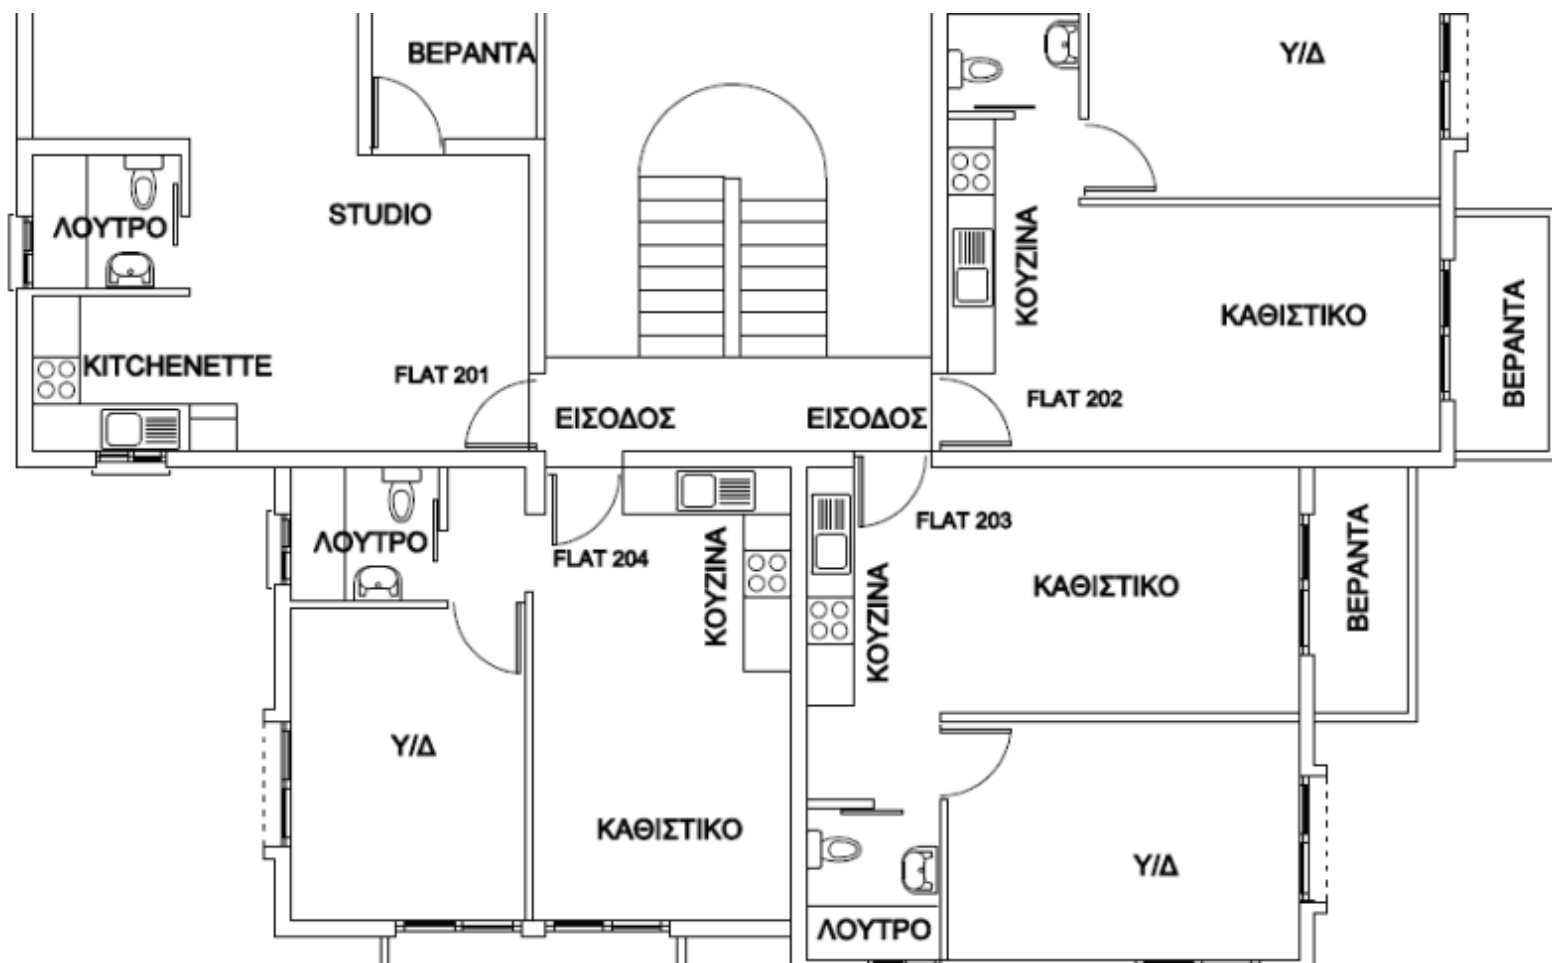 ΒΕΡΑΝΤΑ
Υ/Δ
ΛΟΥΤΡΟ
STUDIO
ΚΟΥΖΙΝΑ
ΚΑΘΙΣΤΙΚΟ
ΒΕΡΑΝΤΑ
KITCHENETTE
FLAT 201
FLAT 202
ΕΙΣΟΔΟΣ
ΕΙΣΟΔΟΣ
ΛΟΥΤΡΟ
FLAT 204
ΚΟΥΖΙΝΑ
FLAT 203
ΚΟΥΖΙΝΑ
ΚΑΘΙΣΤΙΚΟ
ΒΕΡΑΝΤΑ
Υ/Δ
ΚΑΘΙΣΤΙΚΟ
Υ/Δ
ΛΟΥΤΡΟ